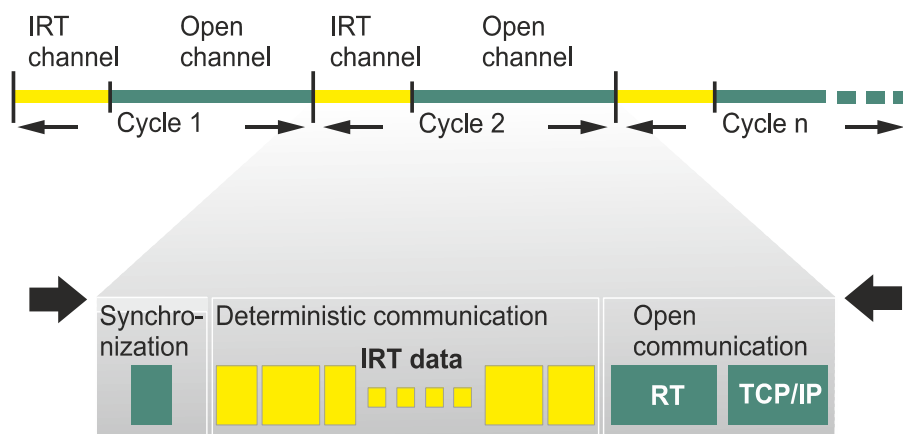 IRT channel
Open channel
IRT channel
Open channel
Cycle 1
Cycle 2
Cycle n
Synchro-
nization
Deterministic communication
IRT data
Open
communication
RT
TCP/IP